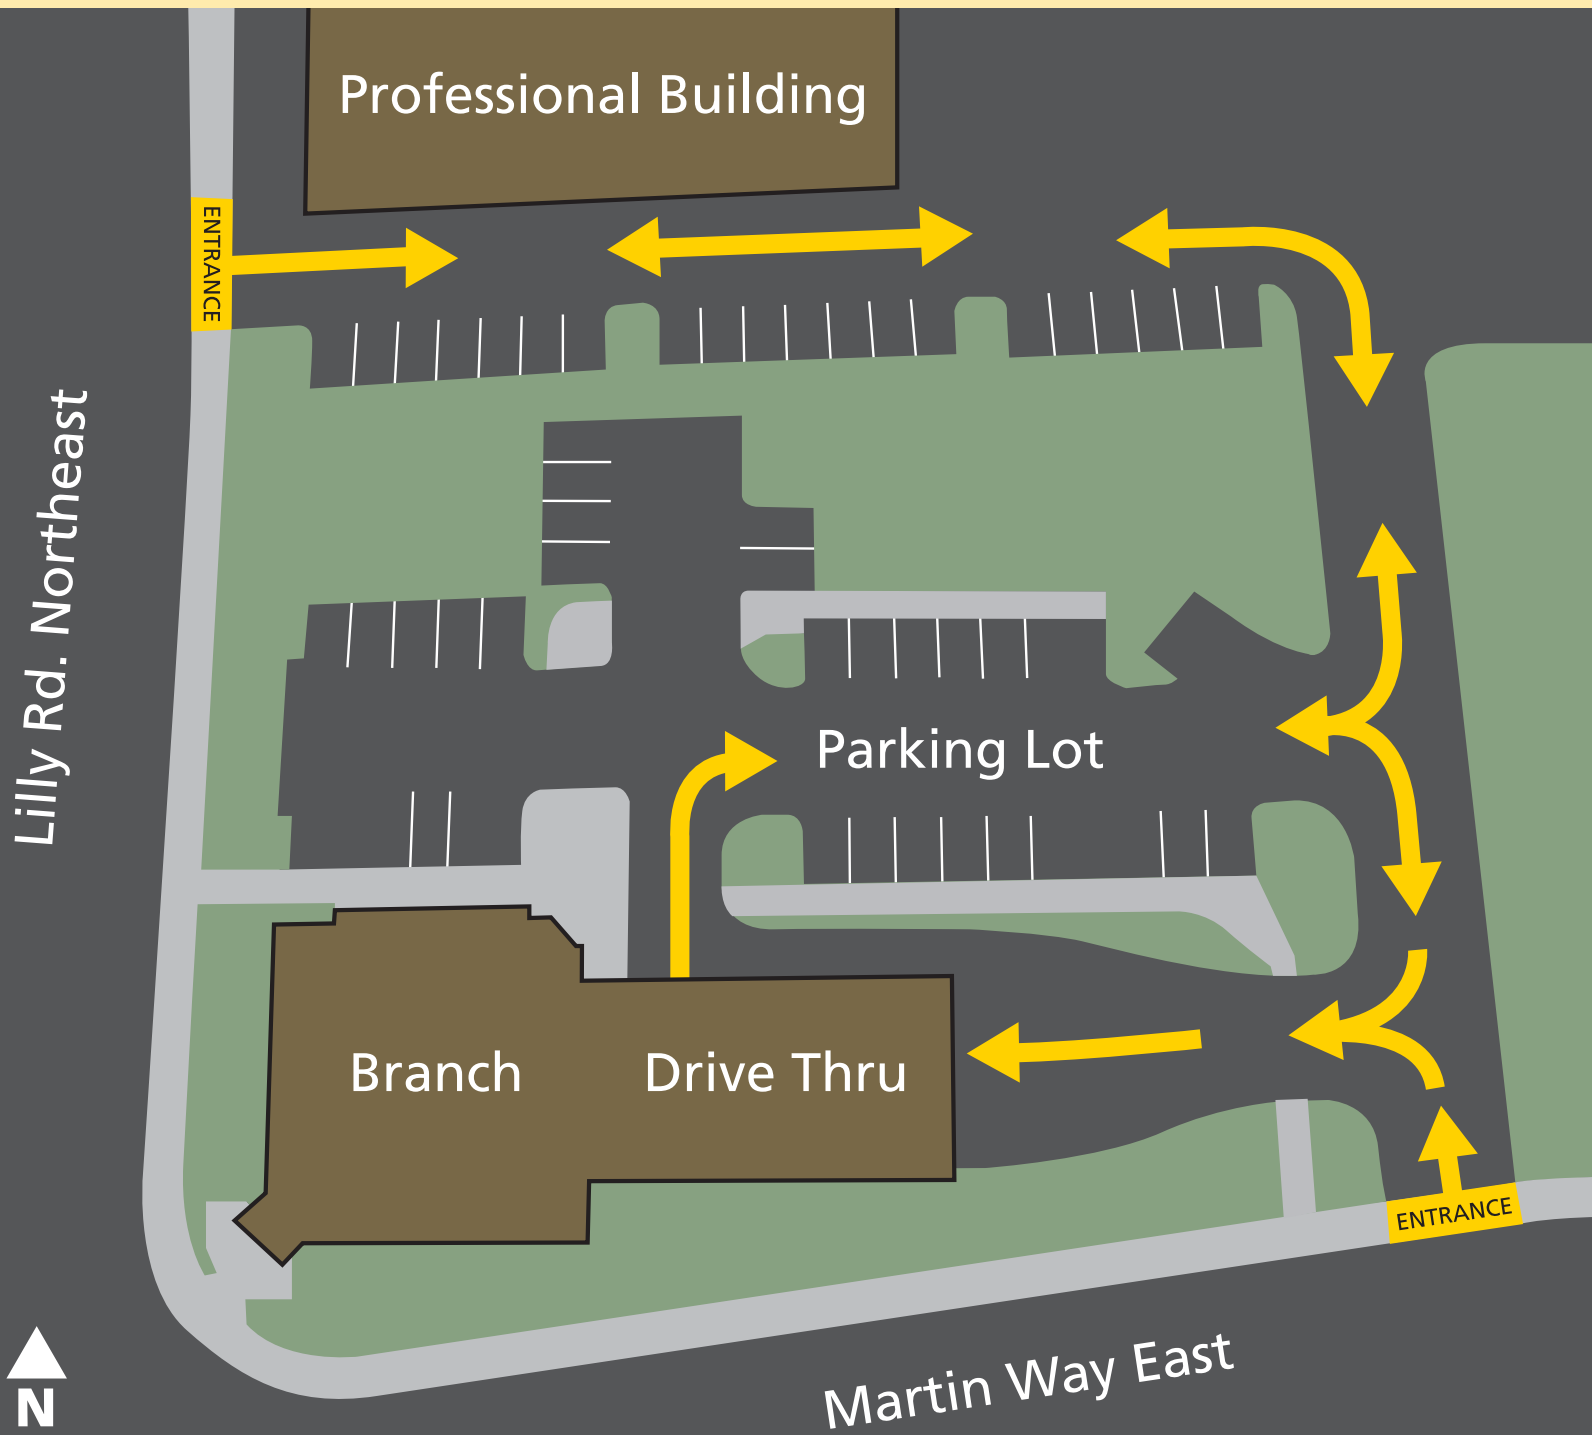 Professional Building
ENTRANCE
Lilly Rd. Northeast
Parking Lot
Branch
Drive Thru
ENTRANCE
Martin Way East
N